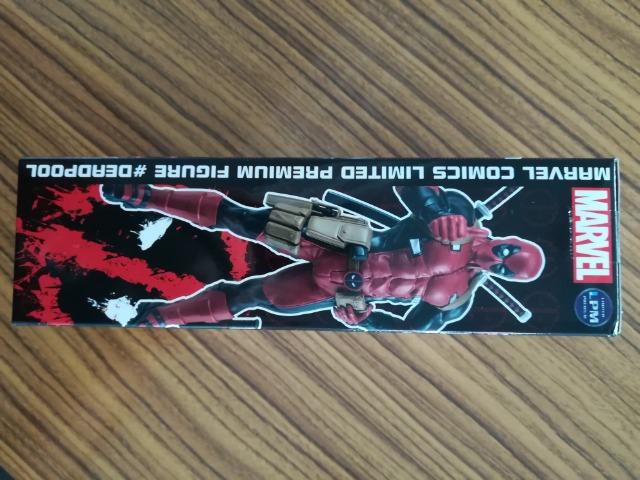 MARVEL COMICS LIMITED PREMIUM FIGURE #DEADPOOL
MARVEL
LPM